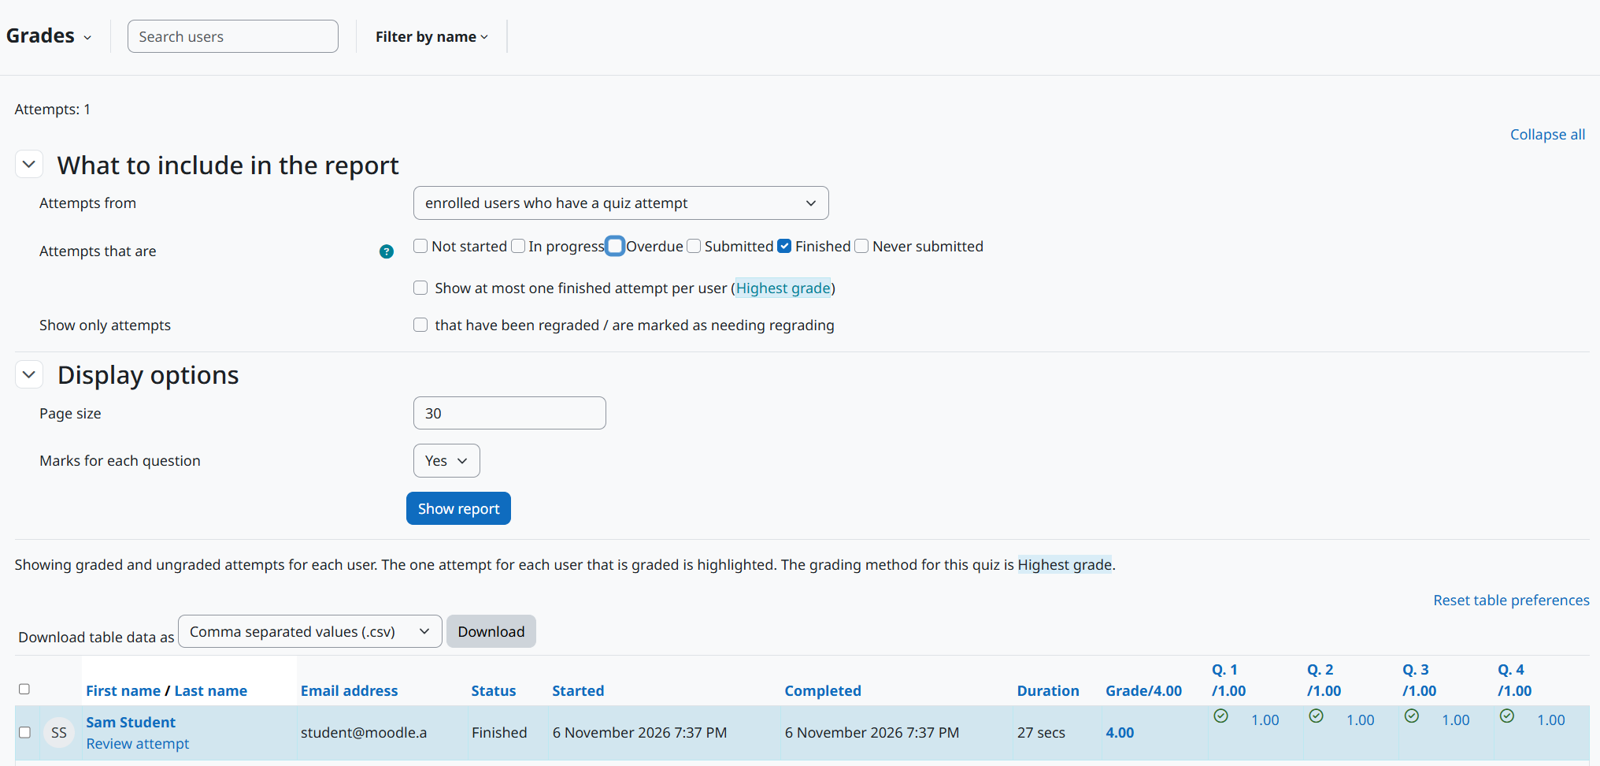 Grades
Search users
Filter by name
Attempts: 1
Collapse all
What to include in the report
Attempts from
enrolled users who have a quiz attempt
Attempts that are
?
Not started In progress Overdue Submitted Finished Never submitted
Show at most one finished attempt per user (Highest grade)
Show only attempts
that have been regraded / are marked as needing regrading
Display options
Page size
30
Marks for each question
Yes
Show report
Showing graded and ungraded attempts for each user. The one attempt for each user that is graded is highlighted. The grading method for this quiz is Highest grade.
Reset table preferences
Download table data as Comma separated values (.csv) Download
First name / Last name Email address Status Started Completed Duration Grade/4.00 Q. 1 /1.00 Q. 2 /1.00 Q. 3 /1.00 Q. 4 /1.00
SS Sam Student student@moodle.a Finished 6 November 2026 7:37 PM 6 November 2026 7:37 PM 27 secs 4.00 1.00 1.00 1.00 1.00
Review attempt